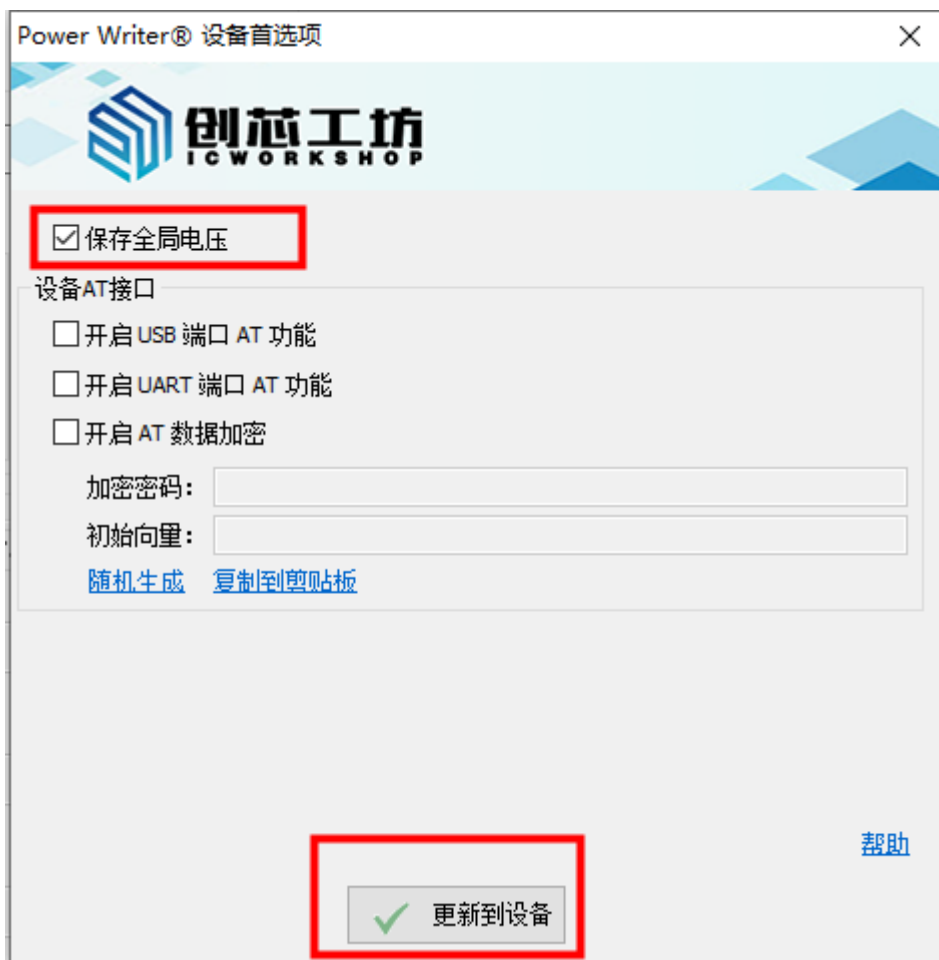 Power Writer® 设备首选项
创芯工坊
ICWORKSHOP
保存全局电压
设备AT接口
开启 USB 端口 AT 功能
开启 UART 端口 AT 功能
开启 AT 数据加密
加密密码：
初始向量：
随机生成 复制到剪贴板
帮助
更新到设备